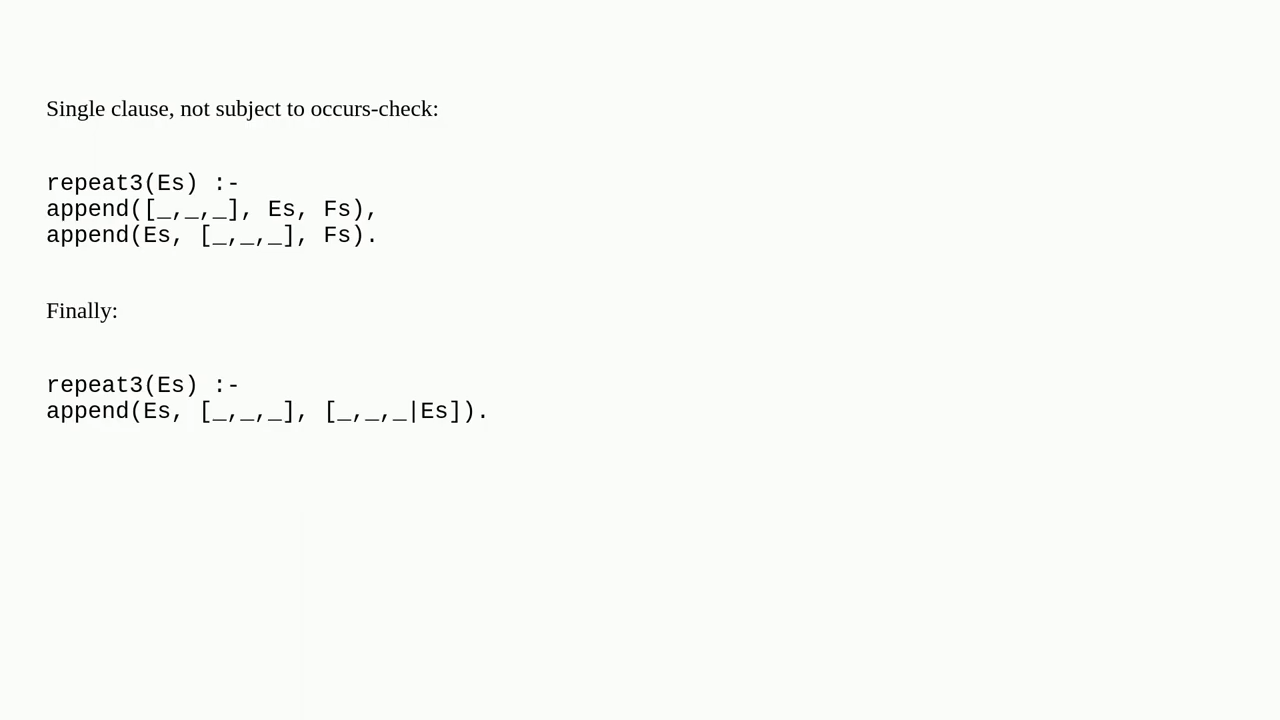 Single clause, not subject to occurs-check:
repeat3(Es) :-
append([_,_,_], Es, Fs),
append(Es, [_,_,_], Fs).
Finally:
repeat3(Es) :-
append(Es, [_,_,_], [_,_,_|Es]).